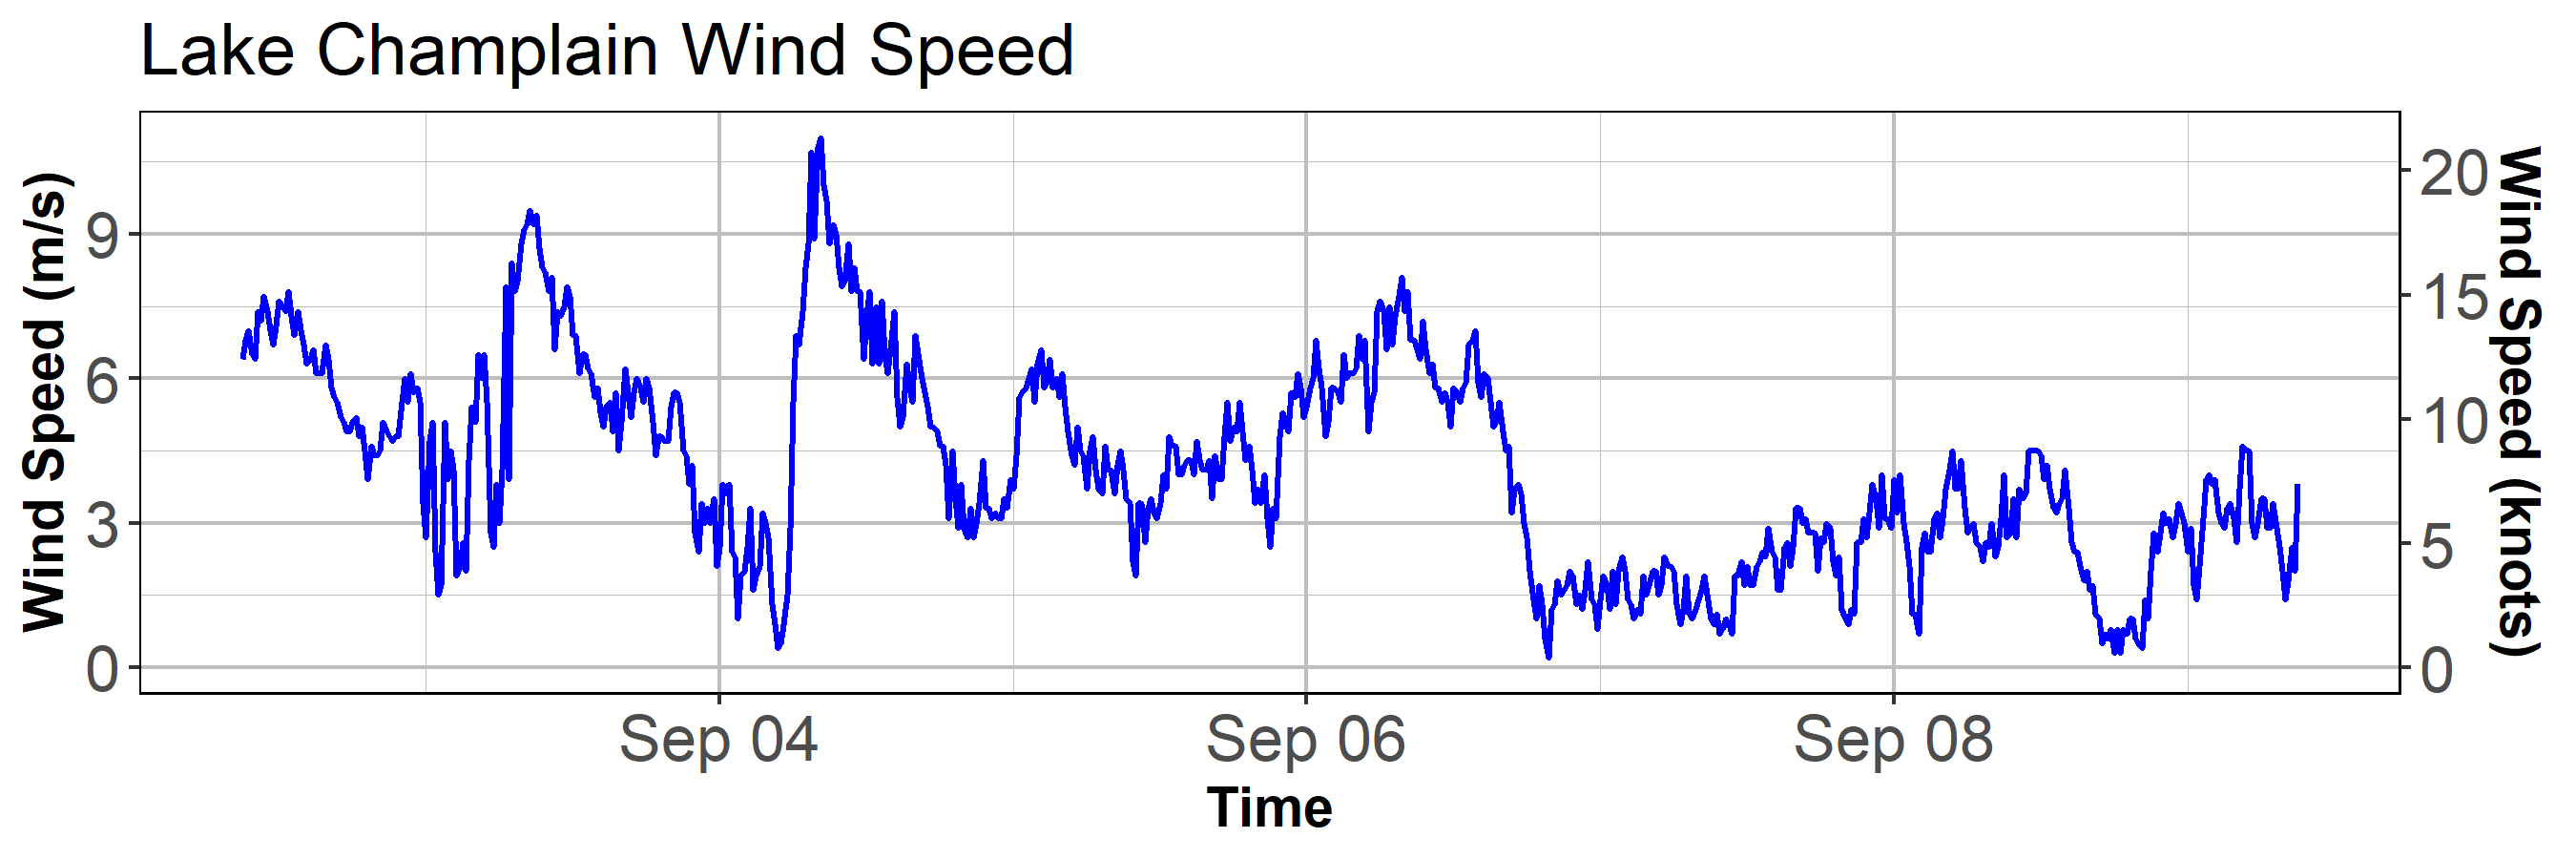 Lake Champlain Wind Speed
Wind Speed (m/s)
9
6
3
0
20
15
10
5
0
Wind Speed (knots)
Sep 04
Sep 06
Sep 08
Time